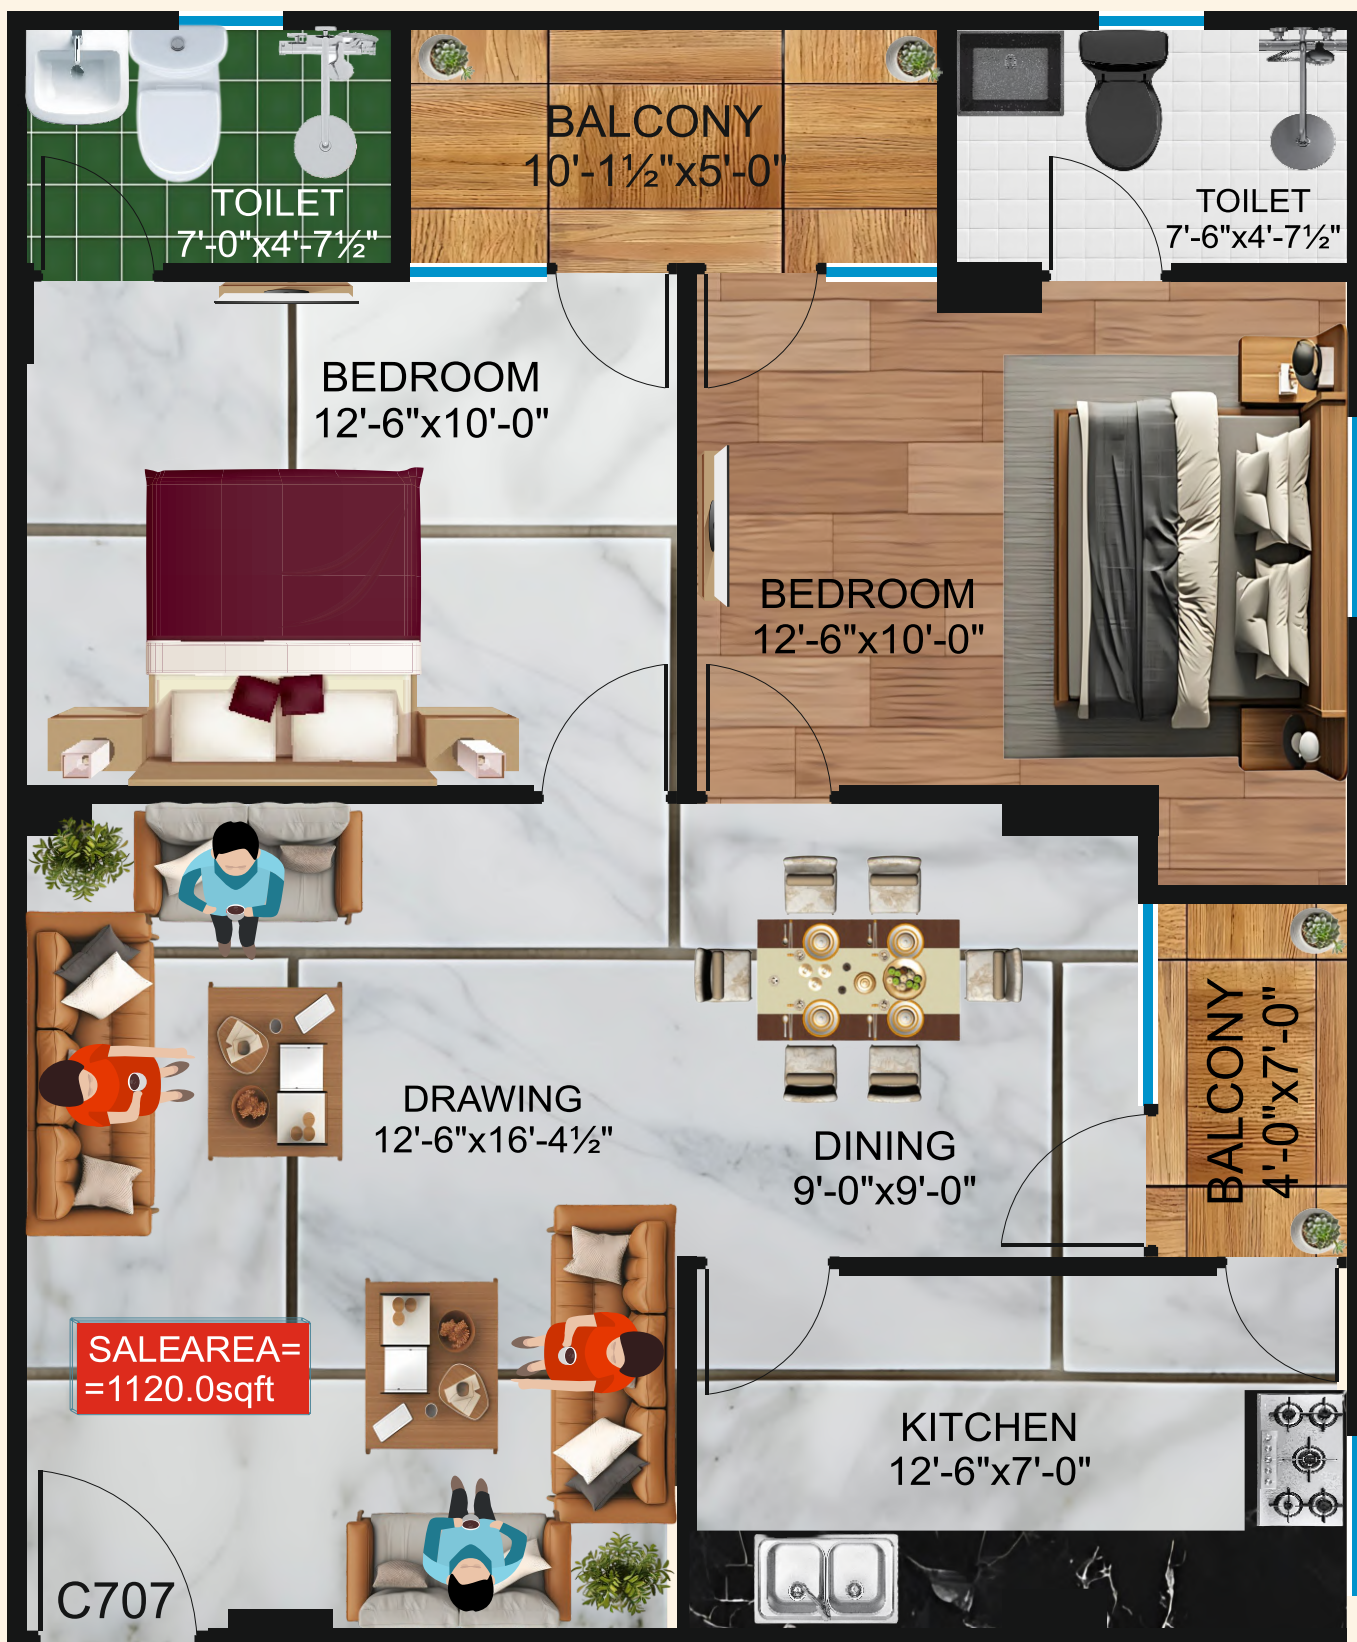 BALCONY
10'-1½"x5'-0"
TOILET
7'-0"x4'-7½"
TOILET
7'-6"x4'-7½"
BEDROOM
12'-6"x10'-0"
BEDROOM
12'-6"x10'-0"
BALCONY
4'-0"x7'-0"
DRAWING
12'-6"x16'-4½"
DINING
9'-0"x9'-0"
SALEAREA=
=1120.0sqft
KITCHEN
12'-6"x7'-0"
C707